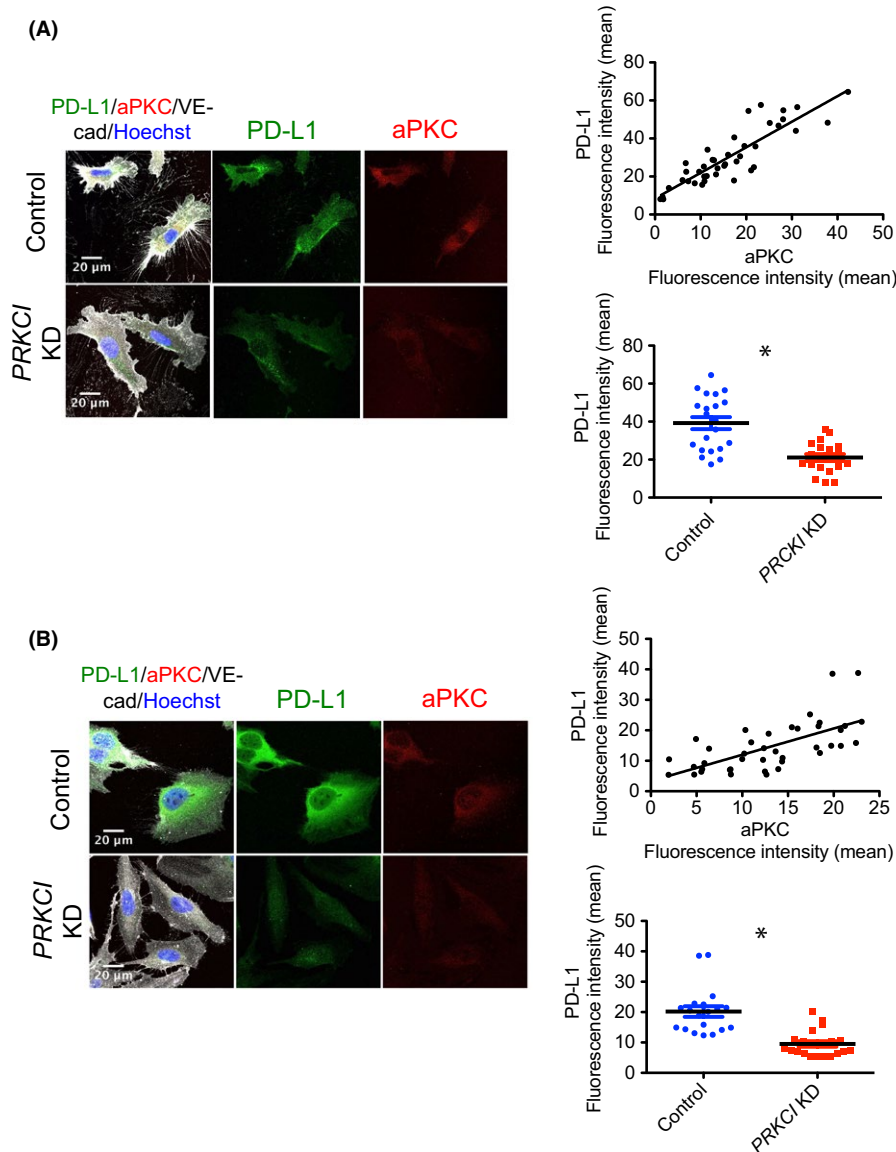 (A)
PD-L1/aPKC/VE-
cad/Hoechst
PD-L1
aPKC
Control
20 μm
PRKCI
KD
20 μm
PD-L1
Fluorescence intensity (mean)
80
60
40
20
0
0
10
20
30
40
50
aPKC
Fluorescence intensity (mean)
PD-L1
Fluorescence intensity (mean)
80
60
40
20
0
*
Control
PRCKI KD
(B)
PD-L1/aPKC/VE-
cad/Hoechst
PD-L1
aPKC
Control
20 μm
PRKCI
KD
20 μm
PD-L1
Fluorescence intensity (mean)
50
40
30
20
10
0
0
5
10
15
20
25
aPKC
Fluorescence intensity (mean)
PD-L1
Fluorescence intensity (mean)
50
40
30
20
10
0
*
Control
PRKCI KD